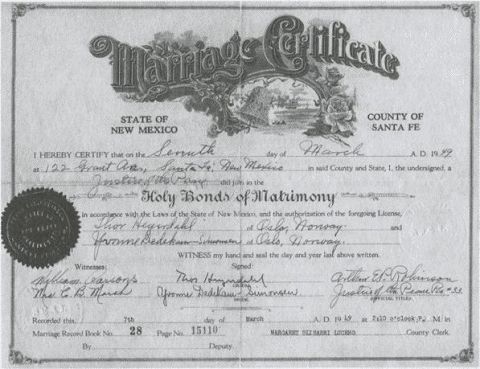 Marriage Certificate
STATE OF NEW MEXICO
COUNTY OF SANTA FE
I HEREBY CERTIFY that on the Seventh day of March A. D. 1949
at 122 Grant Ave, Santa Fe, New Mexico in said County and State, I, the undersigned, a
Justice of the Peace did join in the
Holy Bonds of Matrimony
in accordance with the Laws of the State of New Mexico, and the authorization of the foregoing License,
Thor Heyerdahl of Oslo, Norway and
Yvonne Dedekam-Simonsen of Oslo, Norway.
WITNESS my hand and seal the day and year last above written.
Witnesses: Signed:
William Thor Heyerdahl
Mrs. C. B. Yvonne Dedekam Simonsen Justice of the Peace
OFFICIAL TITLES.
Recorded this 7th day of March A. D. 1949 at 2:10 o'clock, P. M. in
Marriage Record Book No. 28 Page No. 15110 MARGARET OLIBARRI LUCERO County Clerk.
By Deputy.